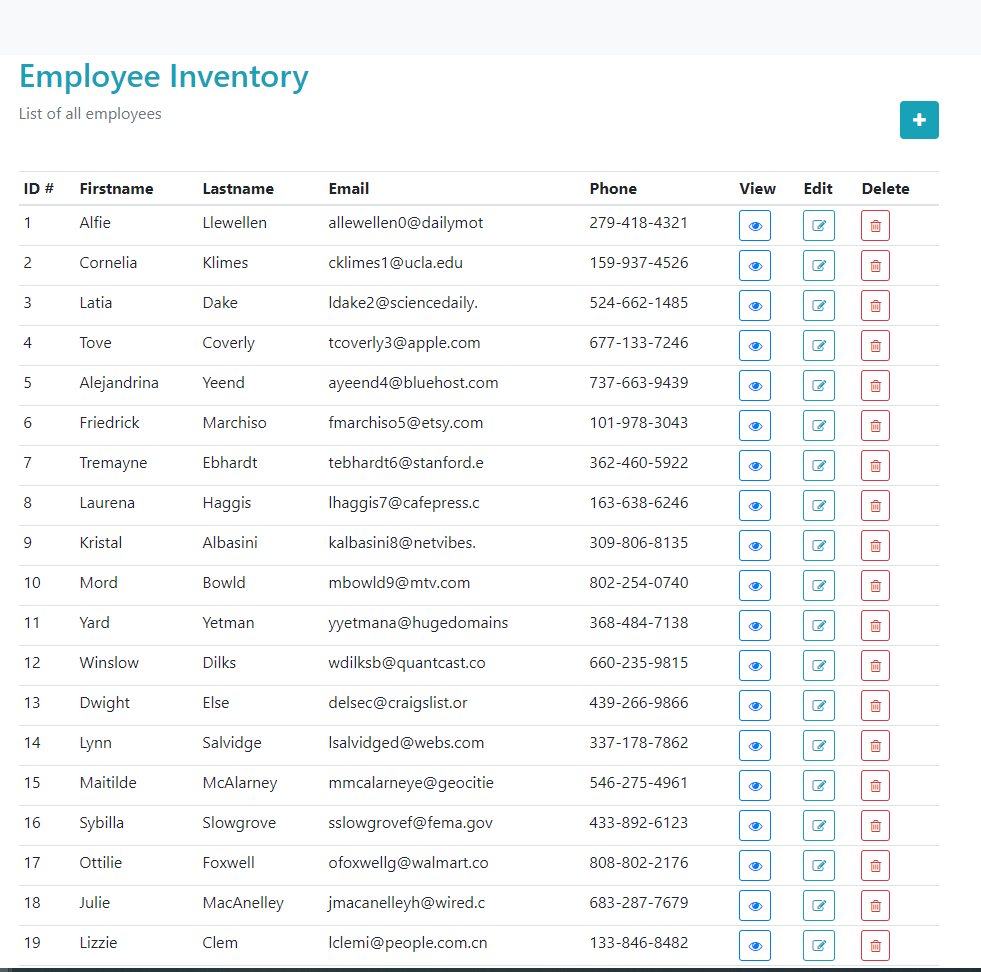 Employee Inventory
List of all employees
ID # Firstname Lastname Email Phone View Edit Delete
1 Alfie Llewellen allewellen0@dailymot 279-418-4321
2 Cornelia Klimes cklimes1@ucla.edu 159-937-4526
3 Latia Dake ldake2@sciencedaily. 524-662-1485
4 Tove Coverly tcoverly3@apple.com 677-133-7246
5 Alejandrina Yeend ayeend4@bluehost.com 737-663-9439
6 Friedrick Marchiso fmarchiso5@etsy.com 101-978-3043
7 Tremayne Ebhardt tebhardt6@stanford.e 362-460-5922
8 Laurena Haggis lhaggis7@cafepress.c 163-638-6246
9 Kristal Albasini kalbasini8@netvibes. 309-806-8135
10 Mord Bowld mbowld9@mtv.com 802-254-0740
11 Yard Yetman yyetmana@hugedomains 368-484-7138
12 Winslow Dilks wdilksb@quantcast.co 660-235-9815
13 Dwight Else delsec@craigslist.or 439-266-9866
14 Lynn Salvidge lsalvidged@webs.com 337-178-7862
15 Maitilde McAlarney mmcalarneye@geocitie 546-275-4961
16 Sybilla Slowgrove sslowgrovef@fema.gov 433-892-6123
17 Ottilie Foxwell ofoxwellg@walmart.co 808-802-2176
18 Julie MacAnelley jmacanelleyh@wired.c 683-287-7679
19 Lizzie Clem lclemi@people.com.cn 133-846-8482